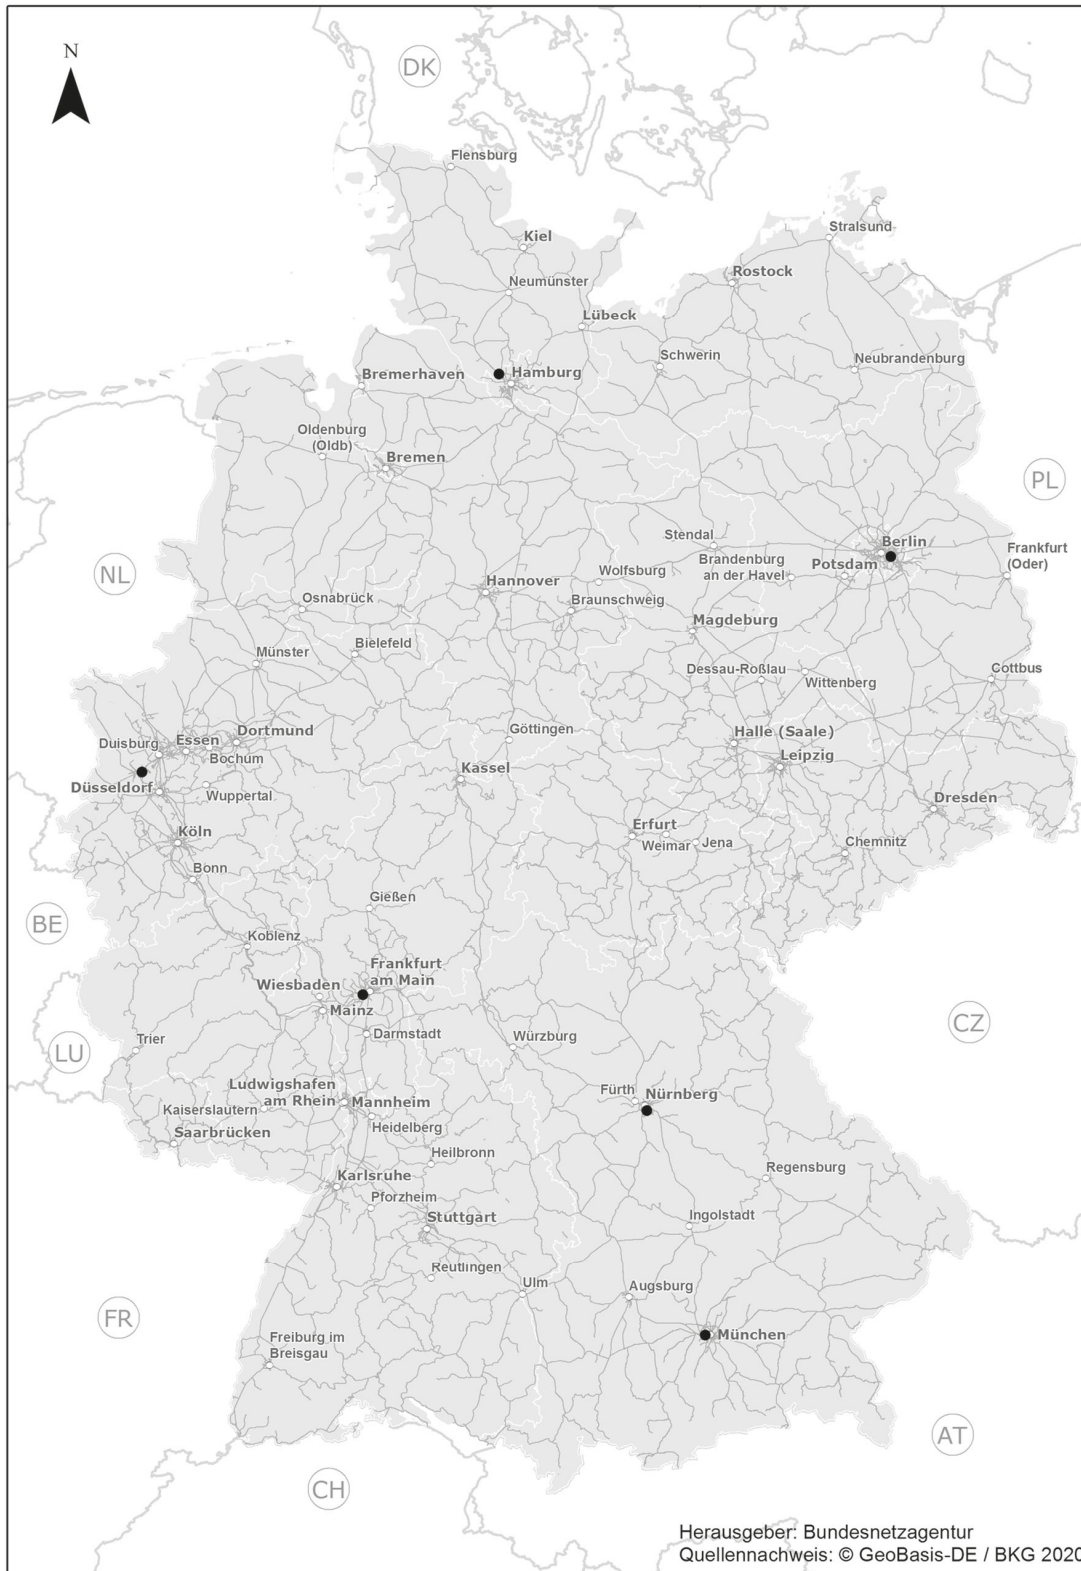 N
DK
Flensburg
Stralsund
Kiel
Rostock
Neumünster
Lübeck
Schwerin
Neubrandenburg
Hamburg
Bremerhaven
Oldenburg
(Oldb)
Bremen
PL
Stendal
Berlin
Brandenburg
an der Havel
Potsdam
Frankfurt
(Oder)
NL
Hannover
Wolfsburg
Osnabrück
Braunschweig
Magdeburg
Bielefeld
Münster
Dessau-Roßlau
Wittenberg
Cottbus
Göttingen
Halle (Saale)
Dortmund
Essen
Duisburg
Bochum
Leipzig
Kassel
Düsseldorf
Wuppertal
Dresden
Köln
Erfurt
Weimar
Jena
Chemnitz
Bonn
Gießen
BE
Koblenz
Frankfurt
am Main
Wiesbaden
Mainz
CZ
Darmstadt
Würzburg
Trier
LU
Ludwigshafen
am Rhein
Mannheim
Fürth
Nürnberg
Kaiserslautern
Heidelberg
Saarbrücken
Heilbronn
Regensburg
Karlsruhe
Pforzheim
Stuttgart
Ingolstadt
Reutlingen
Ulm
Augsburg
FR
München
Freiburg im
Breisgau
AT
CH
Herausgeber: Bundesnetzagentur
Quellennachweis: © GeoBasis-DE / BKG 2020